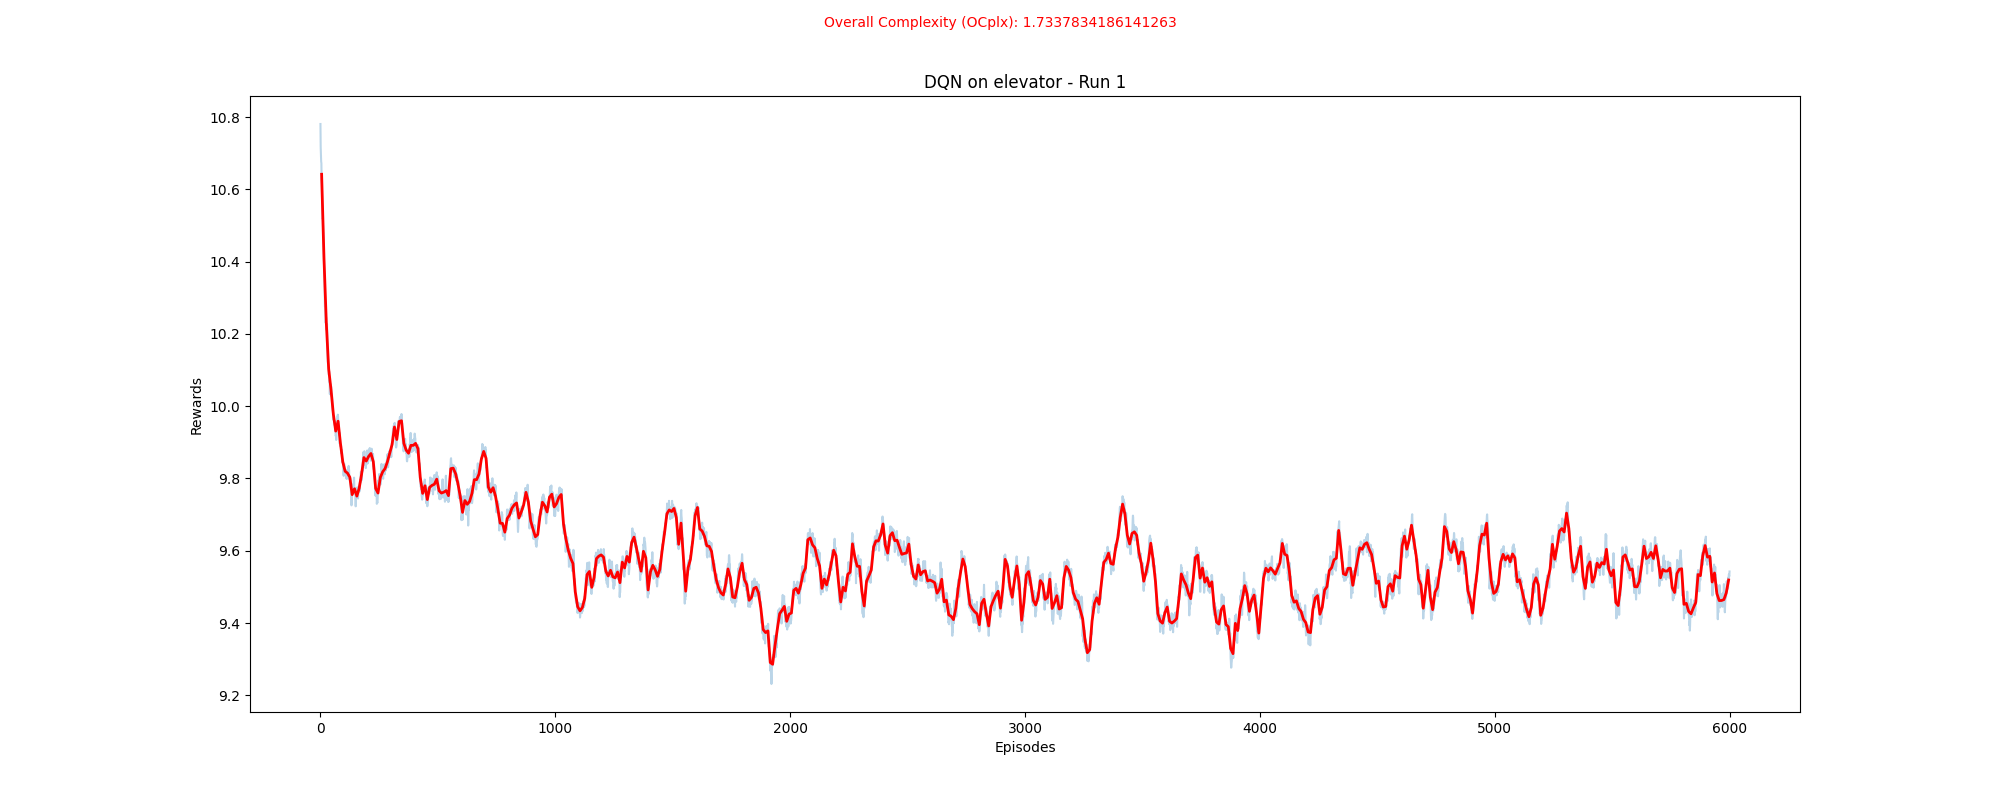 Overall Complexity (OCplx): 1.7337834186141263
DQN on elevator - Run 1
10.8
10.6
10.4
10.2
10.0
9.8
9.6
9.4
9.2
Rewards
0 1000 2000 3000 4000 5000 6000
Episodes